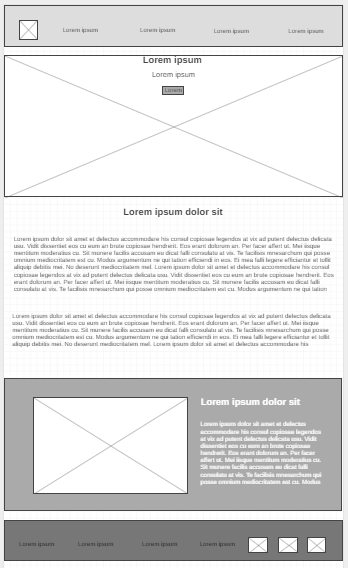 Lorem ipsum Lorem ipsum Lorem ipsum Lorem ipsum
Lorem ipsum
Lorem ipsum
Lorem
Lorem ipsum dolor sit
Lorem ipsum dolor sit amet et delectus accommodare his consul copiosae legendos at vix ad putent delectus delicata
usu. Vidit dissentiet eos cu eum an brute copiosae hendrerit. Eos erant dolorum an. Per facer affert ut. Mei iisque
mentitum moderatius cu. Sit munere facilis accusam eu dicat falli consulatu at vis. Te facilisis mnesarchum qui posse
omnium mediocritatem est cu. Modus argumentum ne qui tation efficiendi in eos. Ei mea falli legere efficiantur et tollit
aliquip debitis mel. No deserunt mediocritatem mel. Lorem ipsum dolor sit amet et delectus accommodare his consul
copiosae legendos at vix ad putent delectus delicata usu. Vidit dissentiet eos cu eum an brute copiosae hendrerit. Eos
erant dolorum an. Per facer affert ut. Mei iisque mentitum moderatius cu. Sit munere facilis accusam eu dicat falli
consulatu at vis. Te facilisis mnesarchum qui posse omnium mediocritatem est cu. Modus argumentum ne qui tation
Lorem ipsum dolor sit amet et delectus accommodare his consul copiosae legendos at vix ad putent delectus delicata
usu. Vidit dissentiet eos cu eum an brute copiosae hendrerit. Eos erant dolorum an. Per facer affert ut. Mei iisque
mentitum moderatius cu. Sit munere facilis accusam eu dicat falli consulatu at vis. Te facilisis mnesarchum qui posse
omnium mediocritatem est cu. Modus argumentum ne qui tation efficiendi in eos. Ei mea falli legere efficiantur et tollit
aliquip debitis mel. No deserunt mediocritatem mel. Lorem ipsum dolor sit amet et delectus accommodare his
Lorem ipsum dolor sit
Lorem ipsum dolor sit amet et delectus
accommodare his consul copiosae legendos
at vix ad putent delectus delicata usu. Vidit
dissentiet eos cu eum an brute copiosae
hendrerit. Eos erant dolorum an. Per facer
affert ut. Mei iisque mentitum moderatius cu.
Sit munere facilis accusam eu dicat falli
consulatu at vis. Te facilisis mnesarchum qui
posse omnium mediocritatem est cu. Modus
Lorem ipsum Lorem ipsum Lorem ipsum Lorem ipsum